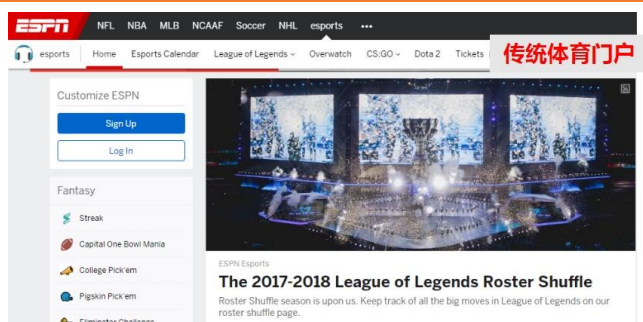 ESPN NFL NBA MLB NCAAF Soccer NHL esports •••
esports Home Esports Calendar League of Legends Overwatch CS:GO Dota 2 Tickets
传统体育门户
Customize ESPN
Sign Up
Log In
Fantasy
Streak
Capital One Bowl Mania
College Pick'em
Pigskin Pick'em
Eliminator Challenge
ESPN Esports
The 2017-2018 League of Legends Roster Shuffle
Roster Shuffle season is upon us. Keep track of all the big moves in League of Legends on our
roster shuffle page.